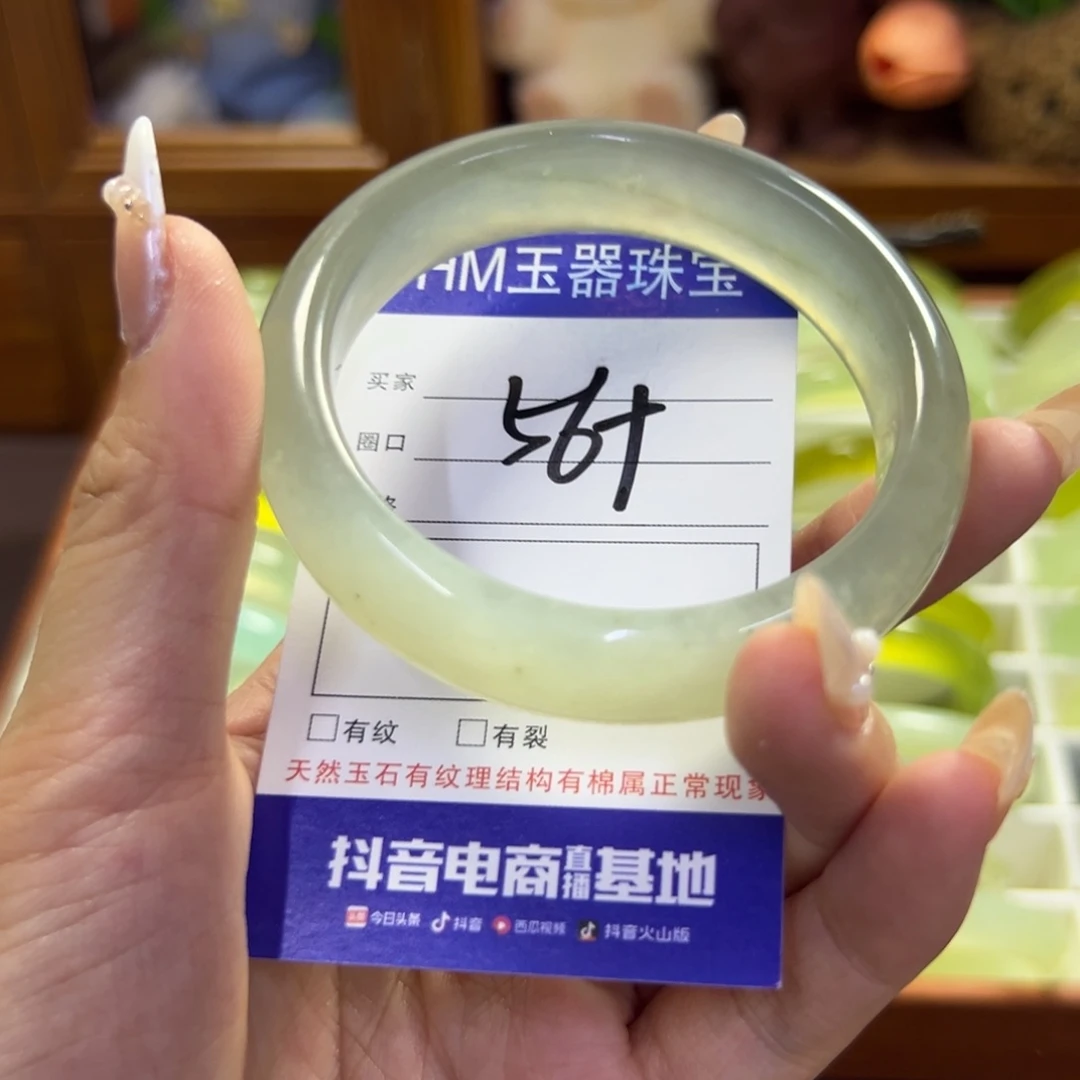 HM玉器珠宝
买家
圈口
56+
有纹 有裂
天然玉石有纹理结构有棉属正常现象
抖音电商直播基地
头条 今日头条 抖音 西瓜视频 抖音火山版